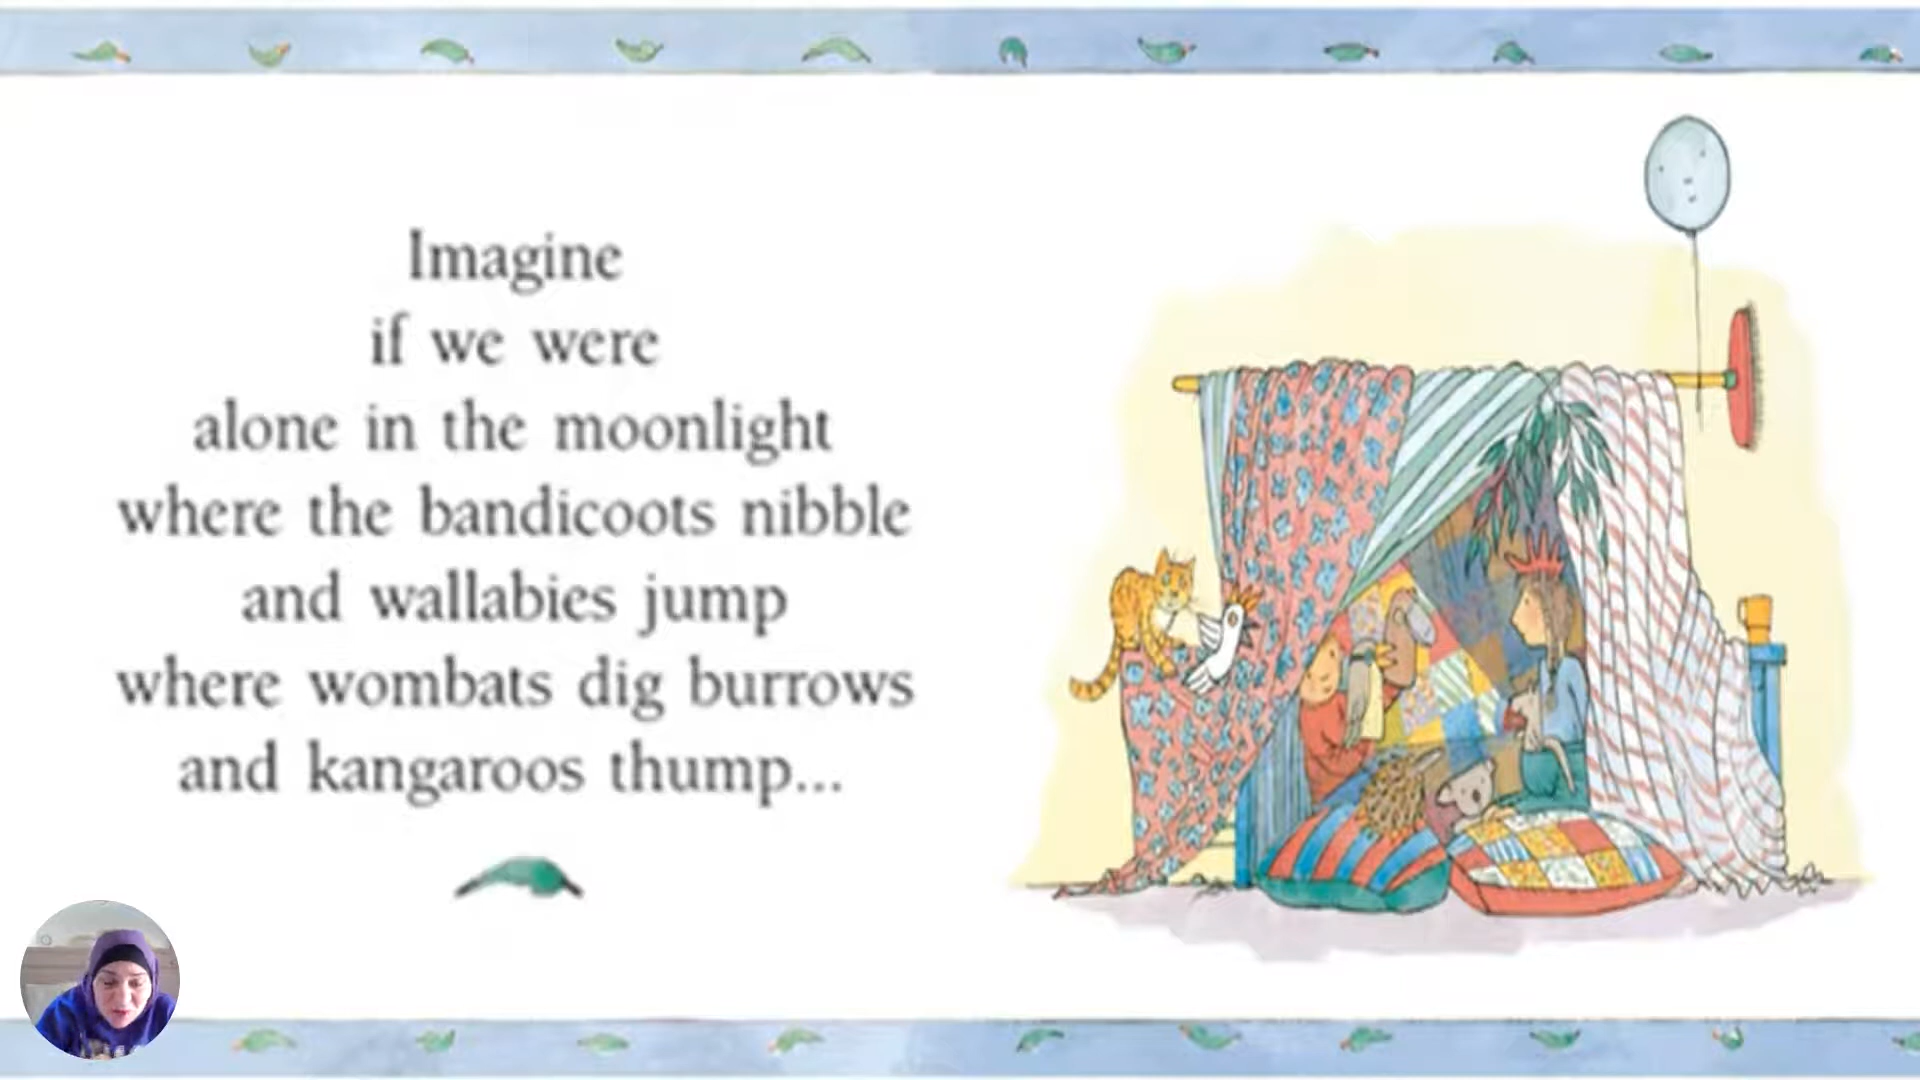 Imagine
if we were
alone in the moonlight
where the bandicoots nibble
and wallabies jump
where wombats dig burrows
and kangaroos thump...